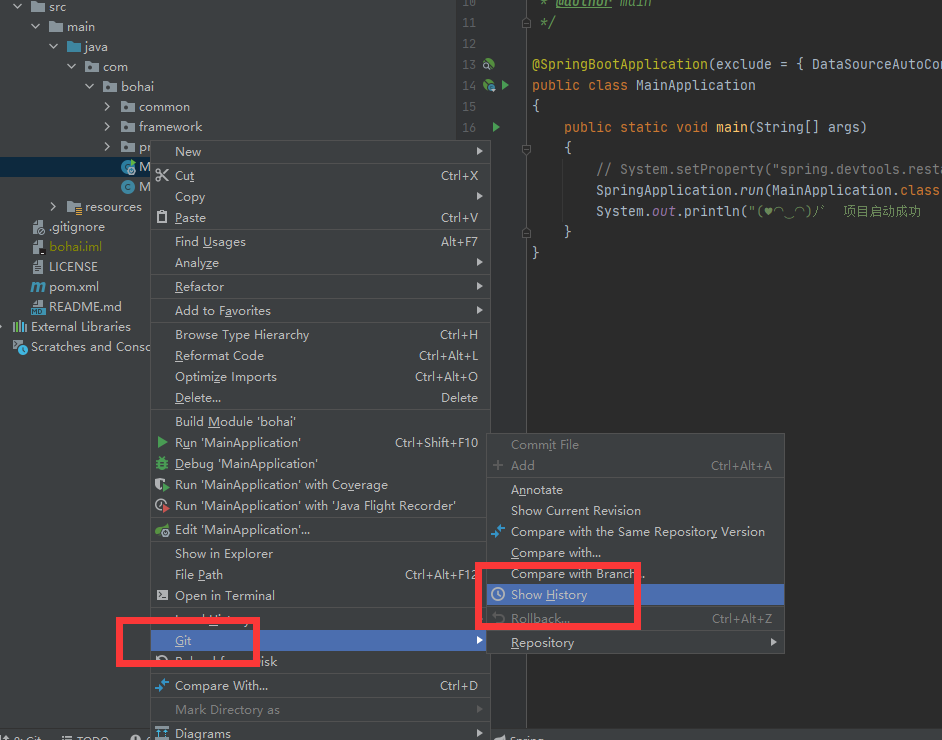 src
main
java
com
bohai
common
framework
pr
M
M
resources
.gitignore
bohai.iml
LICENSE
pom.xml
README.md
External Libraries
Scratches and Consc
10 * @author main
11 */
12
13 @SpringBootApplication(exclude = { DataSourceAutoCon
14 public class MainApplication
15 {
16 public static void main(String[] args)
{
// System.setProperty("spring.devtools.resta
SpringApplication.run(MainApplication.class
System.out.println("(♥◠‿◠)ノ゙ 项目启动成功
}
}
New
Cut Ctrl+X
Copy
Paste Ctrl+V
Find Usages Alt+F7
Analyze
Refactor
Add to Favorites
Browse Type Hierarchy Ctrl+H
Reformat Code Ctrl+Alt+L
Optimize Imports Ctrl+Alt+O
Delete... Delete
Build Module 'bohai'
Run 'MainApplication' Ctrl+Shift+F10
Debug 'MainApplication'
Run 'MainApplication' with Coverage
Run 'MainApplication' with 'Java Flight Recorder'
Edit 'MainApplication'...
Show in Explorer
File Path Ctrl+Alt+F12
Open in Terminal
Local History
Git
Reload from Disk
Compare With... Ctrl+D
Mark Directory as
Diagrams
Commit File
Add Ctrl+Alt+A
Annotate
Show Current Revision
Compare with the Same Repository Version
Compare with...
Compare with Branch...
Show History
Rollback... Ctrl+Alt+Z
Repository
9: Git TODO
Spring